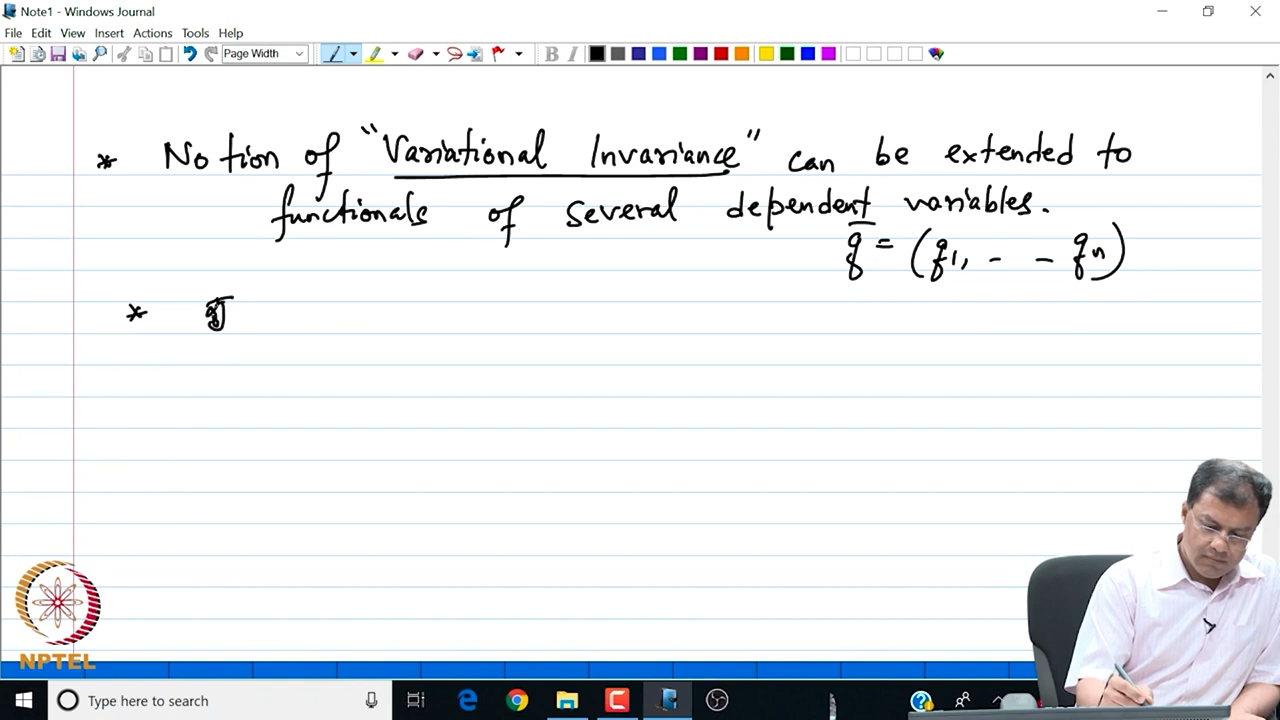 Note1 - Windows Journal
File Edit View Insert Actions Tools Help
Page Width
B I
* Notion of "Variational Invariance" can be extended to
functionals of several dependent variables.
q̅ = (q₁, - - qₙ)
*
NPTEL
Type here to search